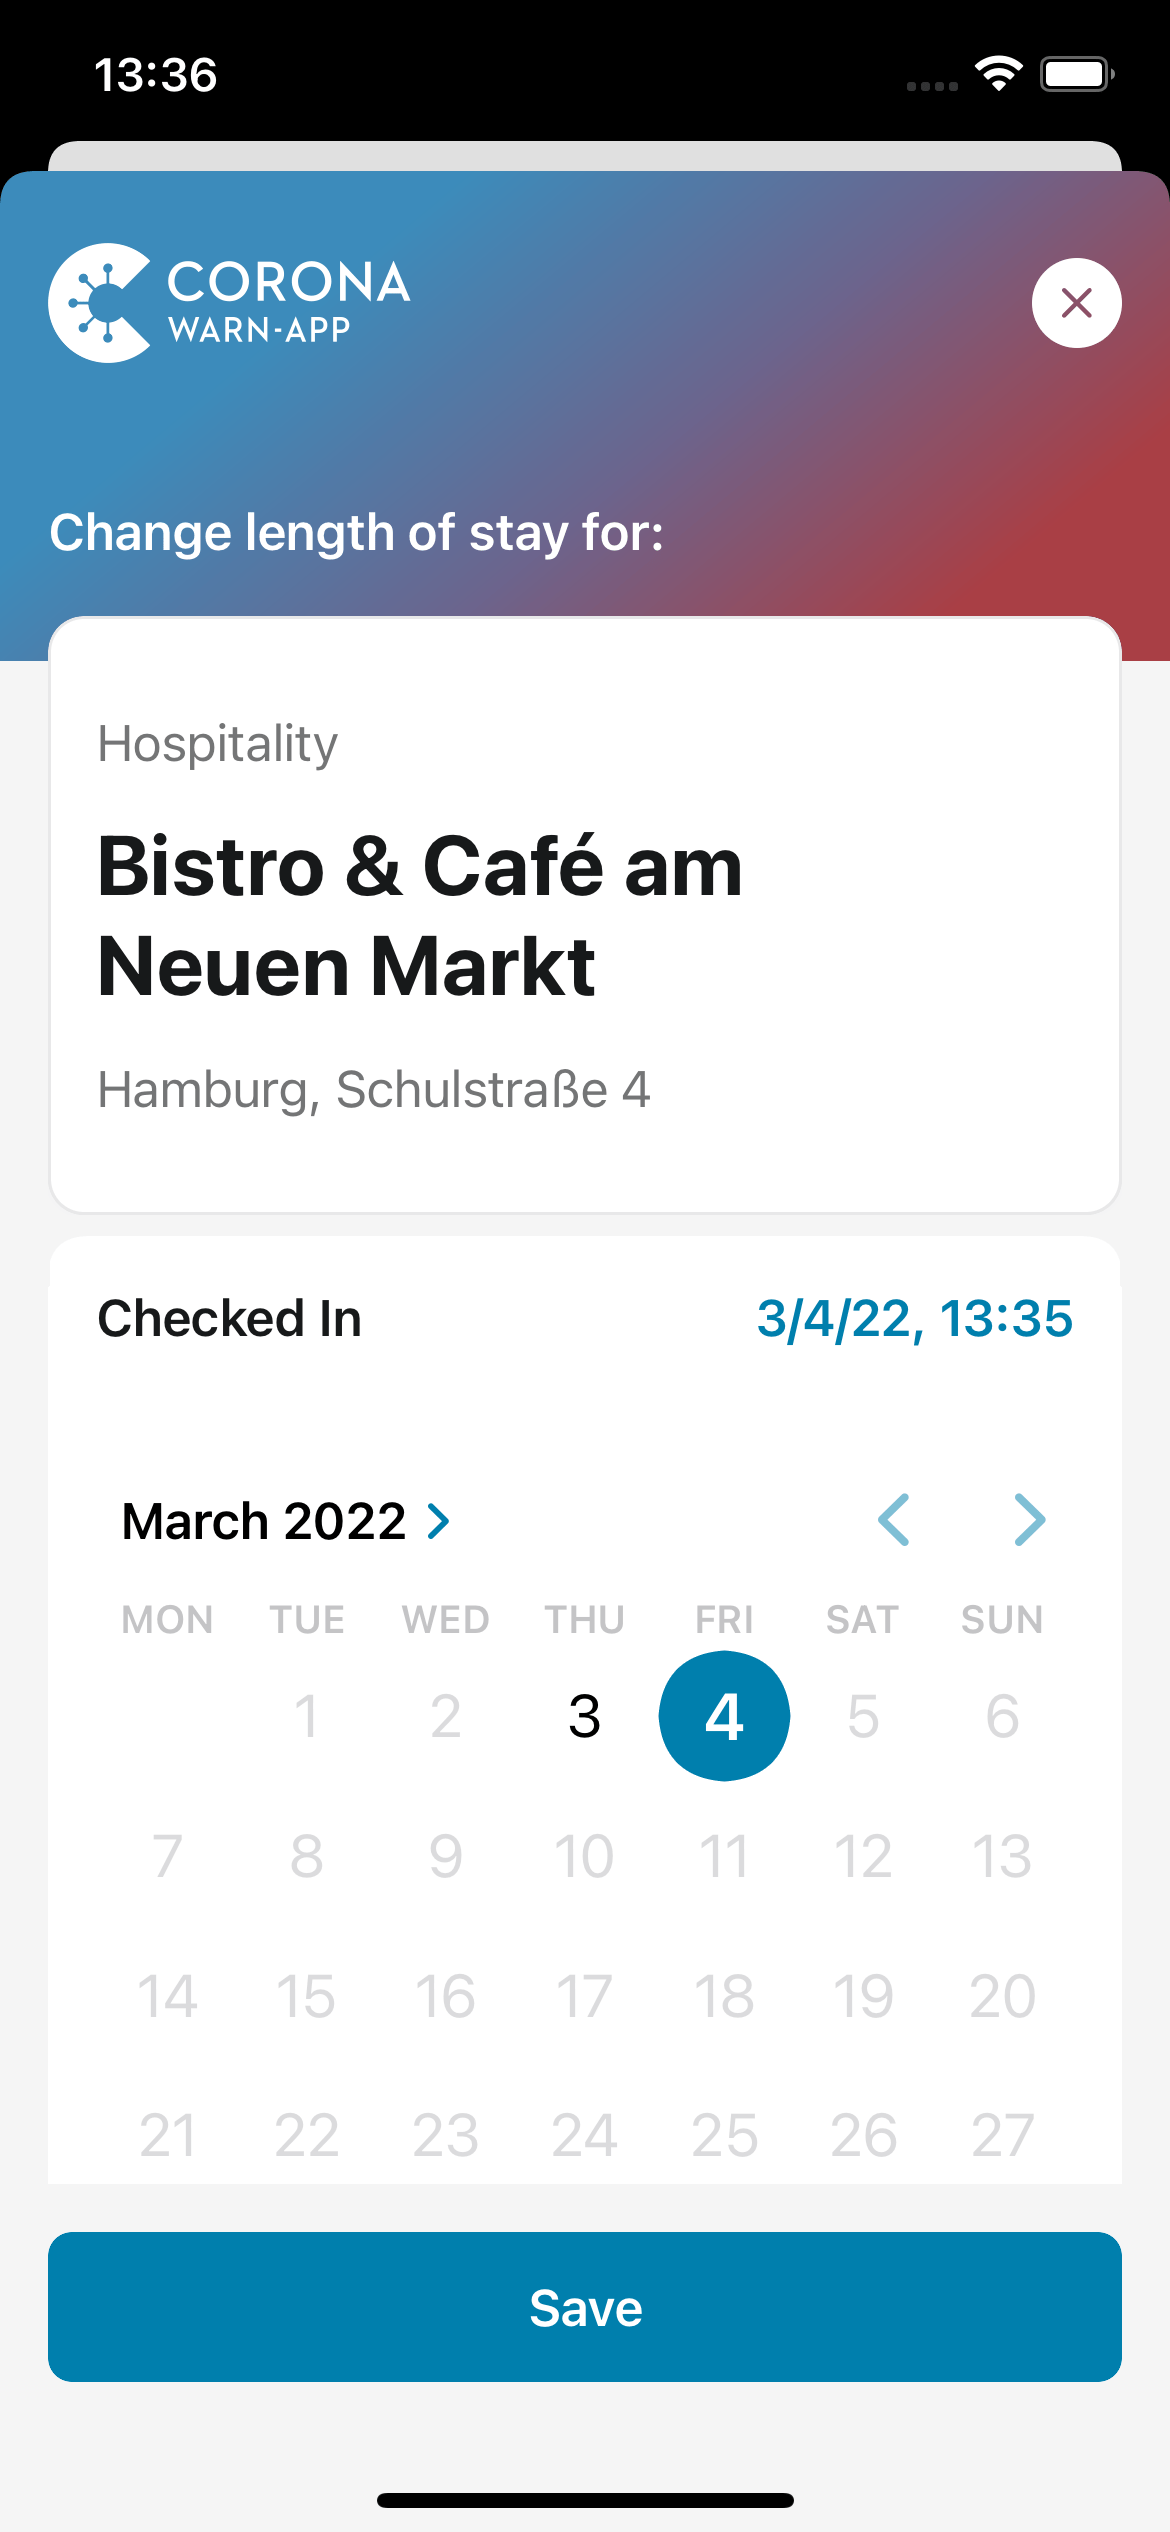 13:36
CORONA
WARN-APP
Change length of stay for:
Hospitality
Bistro & Café am
Neuen Markt
Hamburg, Schulstraße 4
Checked In 3/4/22, 13:35
March 2022
MON TUE WED THU FRI SAT SUN
1 2 3 4 5 6
7 8 9 10 11 12 13
14 15 16 17 18 19 20
21 22 23 24 25 26 27
Save